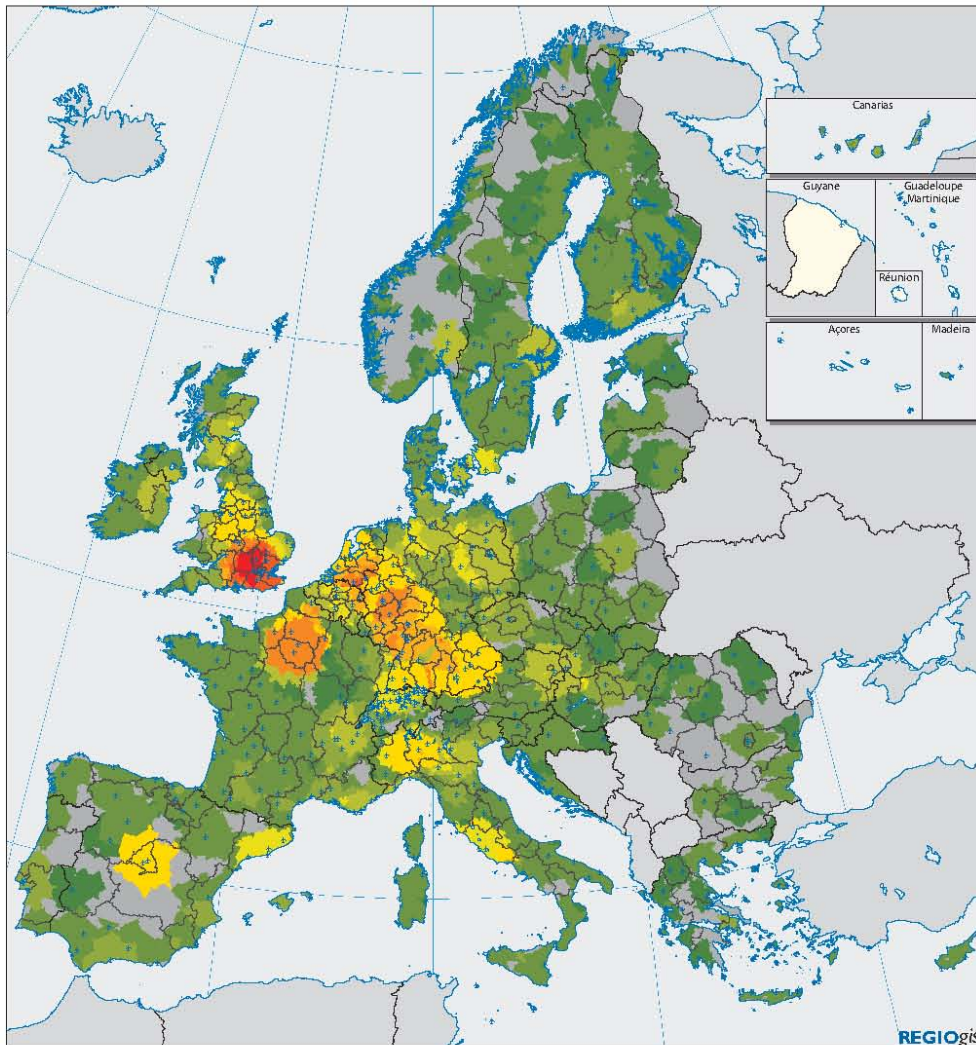 Canarias
Guyane
Guadeloupe
Martinique
Réunion
Açores
Madeira
REGIOgis